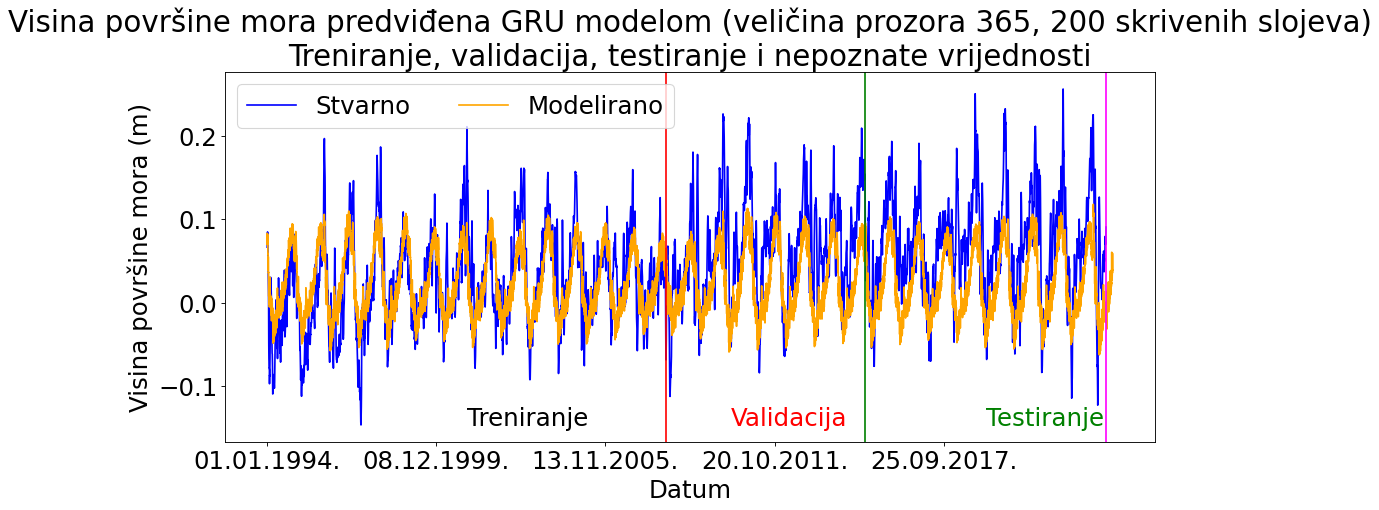 Visina površine mora predviđena GRU modelom (veličina prozora 365, 200 skrivenih slojeva)
Treniranje, validacija, testiranje i nepoznate vrijednosti
Stvarno Modelirano
Visina površine mora (m)
0.2
0.1
0.0
−0.1
Treniranje Validacija Testiranje
01.01.1994. 08.12.1999. 13.11.2005. 20.10.2011. 25.09.2017.
Datum